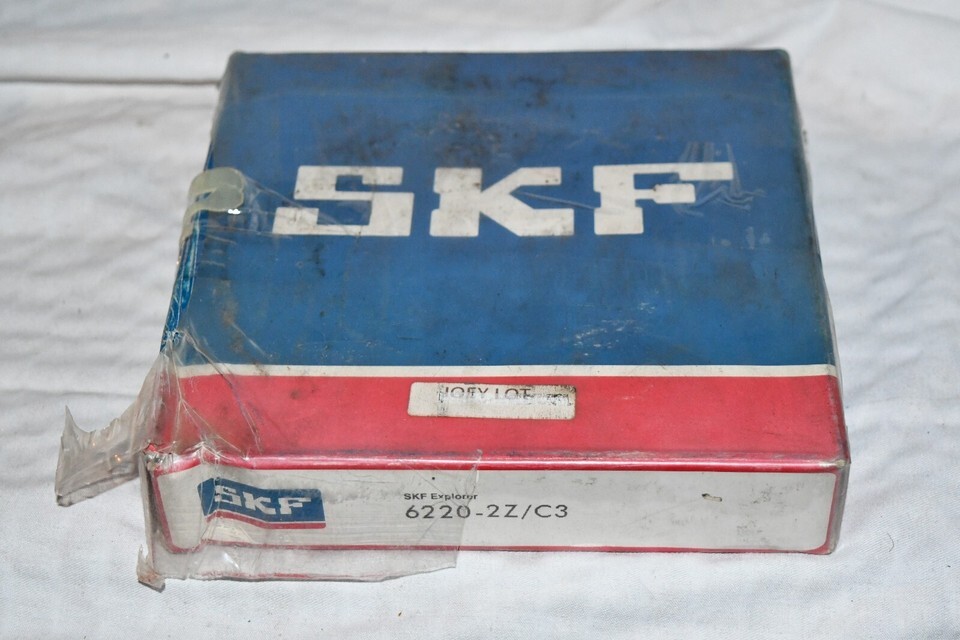 SKF
JOEY LOT
SKF
SKF Explorer
6220-2Z/C3